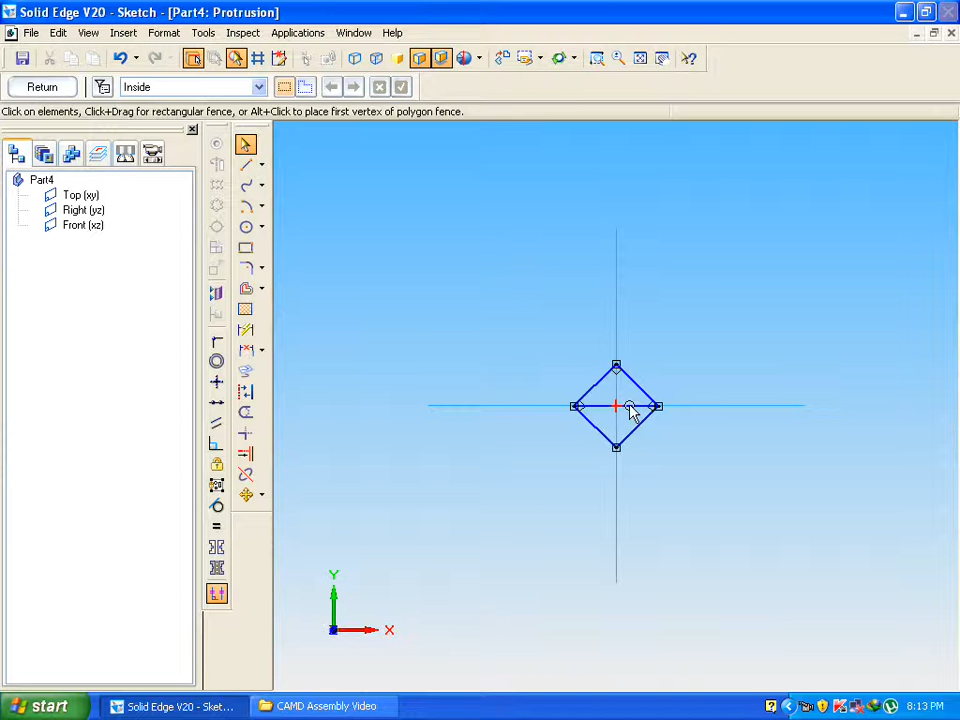 Solid Edge V20 - Sketch - [Part4: Protrusion]
File Edit View Insert Format Tools Inspect Applications Window Help
Return Inside
Click on elements, Click+Drag for rectangular fence, or Alt+Click to place first vertex of polygon fence.
Part4
Top (xy)
Right (yz)
Front (xz)
Y
X
start Solid Edge V20 - Sket... CAMD Assembly Video 8:13 PM